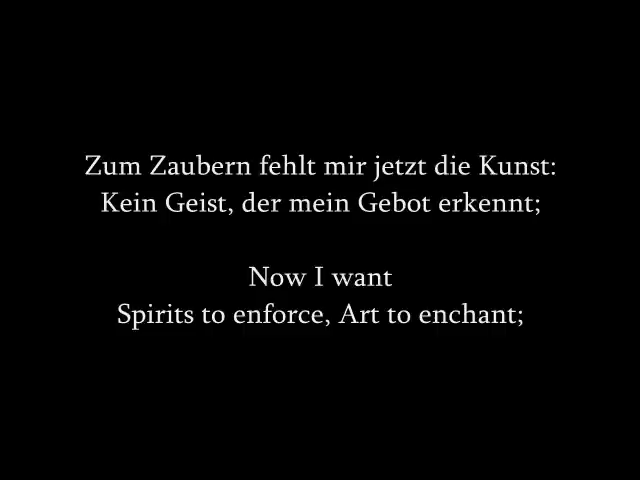 Zum Zaubern fehlt mir jetzt die Kunst:
Kein Geist, der mein Gebot erkennt;
Now I want
Spirits to enforce, Art to enchant;